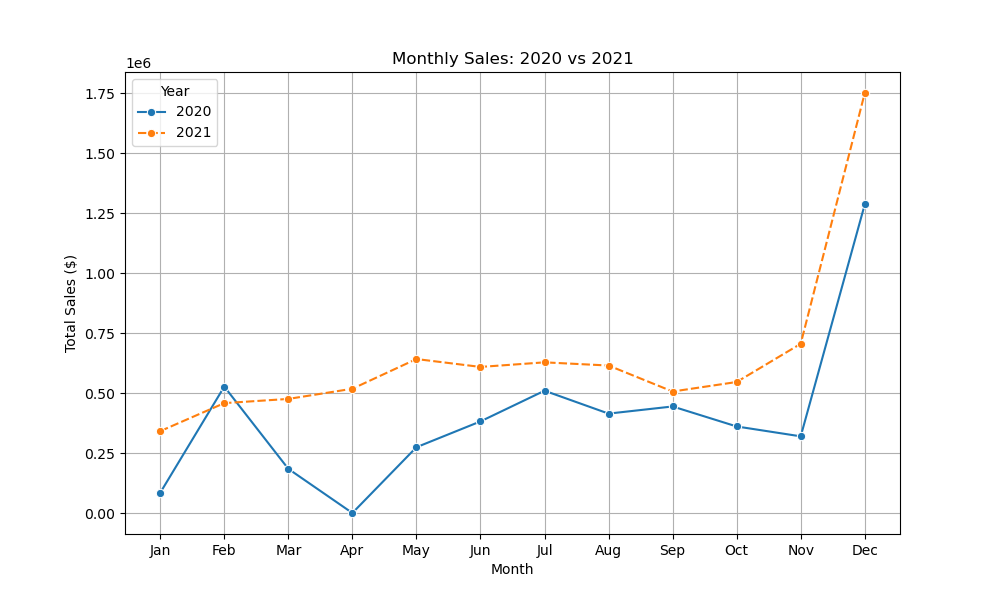 Monthly Sales: 2020 vs 2021
1e6
Year
2020
2021
1.75
1.50
1.25
1.00
0.75
0.50
0.25
0.00
Total Sales ($)
Jan Feb Mar Apr May Jun Jul Aug Sep Oct Nov Dec
Month